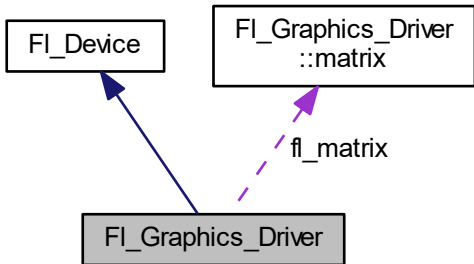 Fl_Device
Fl_Graphics_Driver
::matrix
fl_matrix
Fl_Graphics_Driver